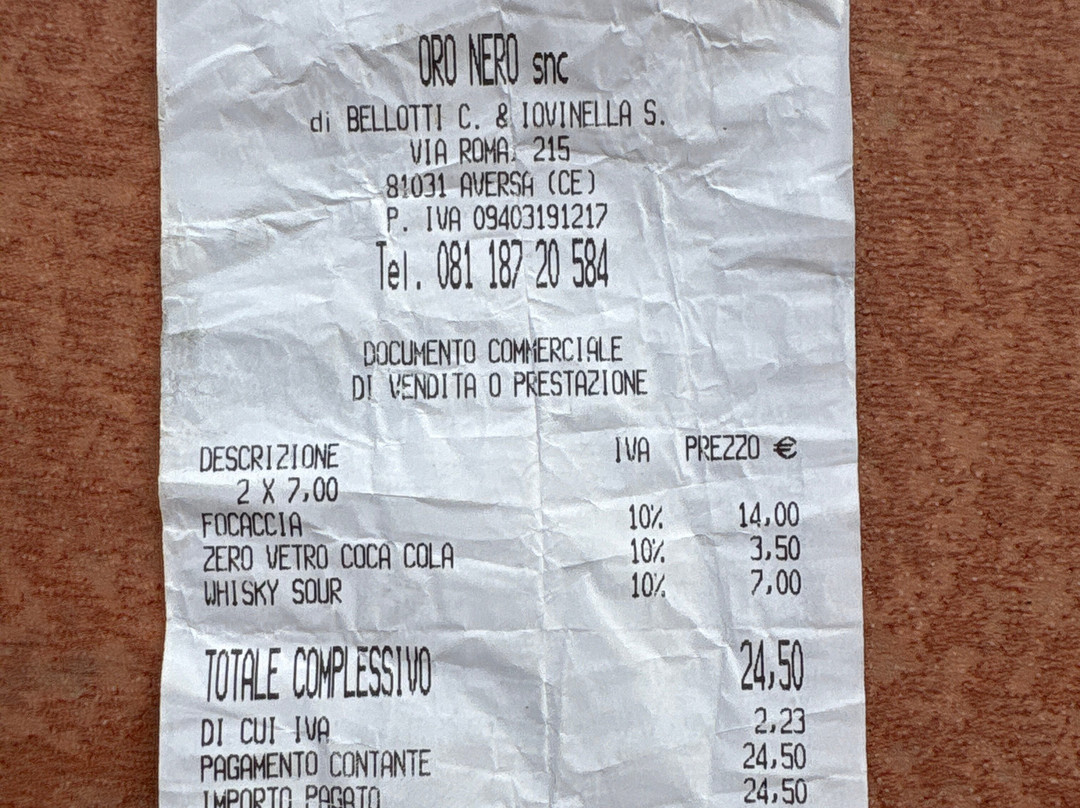 ORO NERO snc
di BELLOTTI C. & IOVINELLA S.
VIA ROMA, 215
81031 AVERSA (CE)
P. IVA 09403191217
Tel. 081 187 20 584
DOCUMENTO COMMERCIALE
DI VENDITA O PRESTAZIONE
DESCRIZIONE IVA PREZZO €
2 X 7,00
FOCACCIA 10% 14,00
ZERO VETRO COCA COLA 10% 3,50
WHISKY SOUR 10% 7,00
TOTALE COMPLESSIVO 24,50
DI CUI IVA 2,23
PAGAMENTO CONTANTE 24,50
IMPORTO PAGATO 24,50